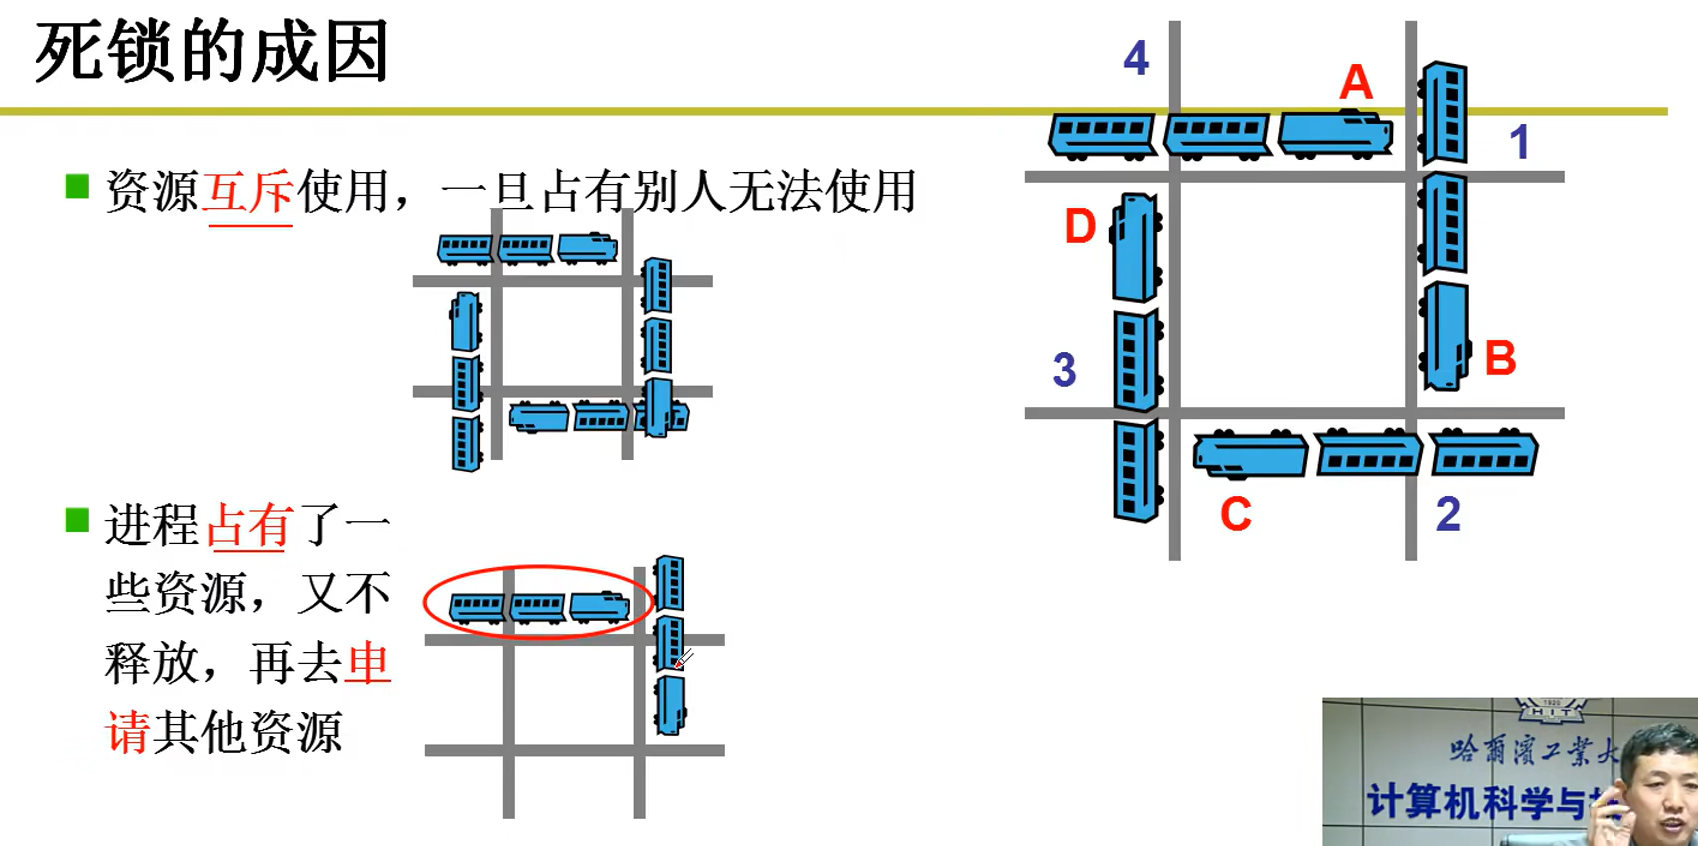 死锁的成因
资源互斥使用，一旦占有别人无法使用
进程占有了一
些资源，又不
释放，再去申
请其他资源
4
A
1
D
3
B
C
2
1920
HIT
哈爾濱工業大
计算机科学与